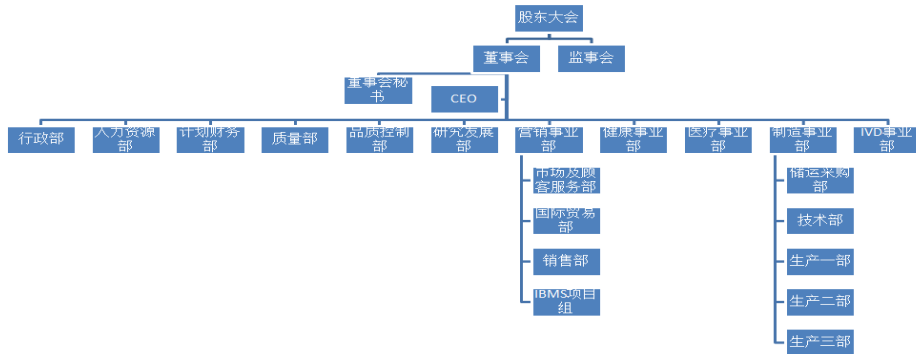 股东大会
董事会
监事会
董事会秘
书
CEO
行政部
人力资源
部
计划财务
部
质量部
品质控制
部
研究发展
部
营销事业
部
健康事业
部
医疗事业
部
制造事业
部
IVD事业
部
市场及顾
客服务部
国际贸易
部
销售部
IBMS项目
组
储运采购
部
技术部
生产一部
生产二部
生产三部